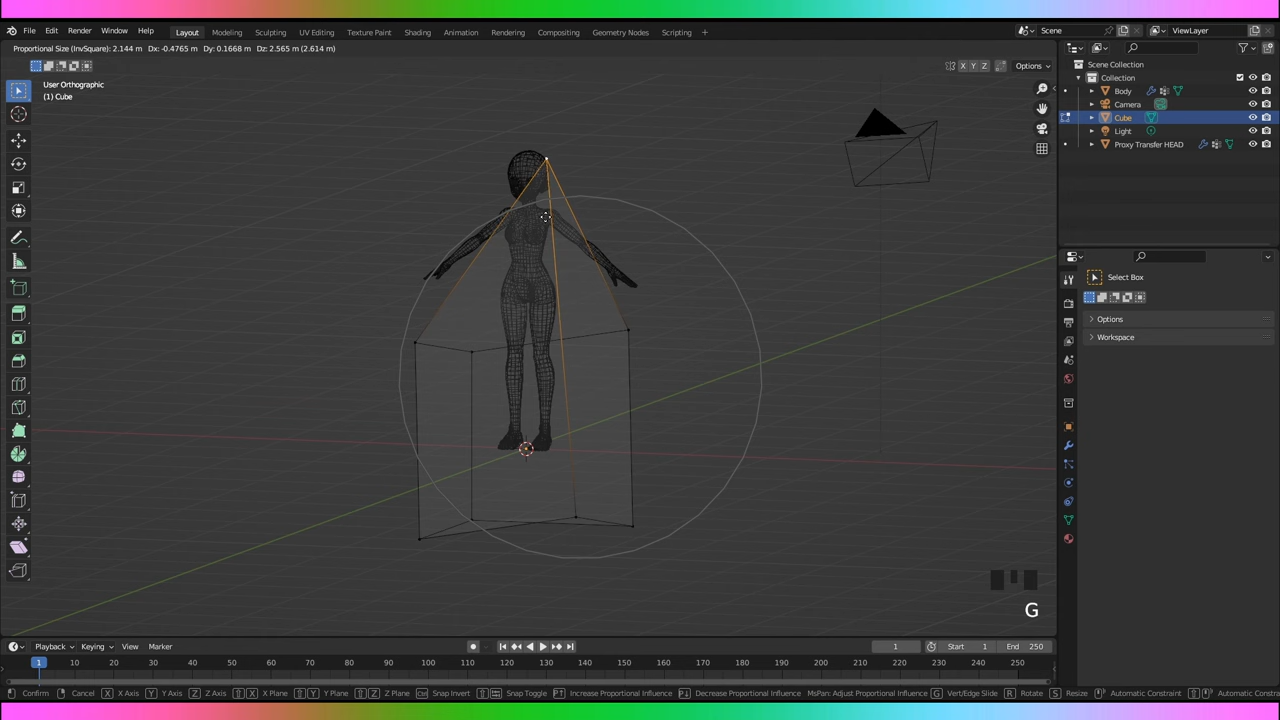 File Edit Render Window Help Layout Modeling Sculpting UV Editing Texture Paint Shading Animation Rendering Compositing Geometry Nodes Scripting + Scene ViewLayer
Proportional Size (InvSquare): 2.144 m Dx: -0.4765 m Dy: 0.1668 m Dz: 2.565 m (2.614 m)
X Y Z Options
Scene Collection
Collection
User Orthographic
(1) Cube
Body
Camera
Cube
Light
Proxy Transfer HEAD
Select Box
Options
Workspace
G
Playback Keying View Marker 1 Start 1 End 250
1 10 20 30 40 50 60 70 80 90 100 110 120 130 140 150 160 170 180 190 200 210 220 230 240 250
Confirm Cancel X X Axis Y Y Axis Z Z Axis X X Plane Y Y Plane Z Z Plane Ctrl Snap Invert Snap Toggle Increase Proportional Influence Decrease Proportional Influence MsPan: Adjust Proportional Influence G Vert/Edge Slide R Rotate S Resize Automatic Constraint Automatic Constra